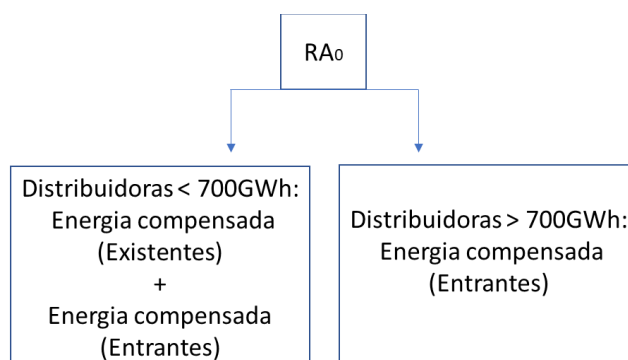 RA0
Distribuidoras < 700GWh:
Energia compensada
(Existentes)
+
Energia compensada
(Entrantes)
Distribuidoras > 700GWh:
Energia compensada
(Entrantes)